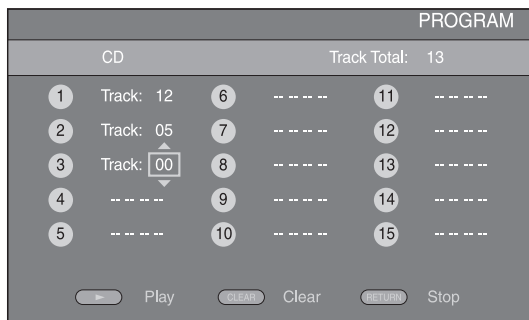 PROGRAM
CD Track Total: 13
1 Track: 12 6 -- -- -- -- 11 -- -- -- --
2 Track: 05 7 -- -- -- -- 12 -- -- -- --
3 Track: 00 8 -- -- -- -- 13 -- -- -- --
4 -- -- -- -- 9 -- -- -- -- 14 -- -- -- --
5 -- -- -- -- 10 -- -- -- -- 15 -- -- -- --
Play CLEAR Clear RETURN Stop